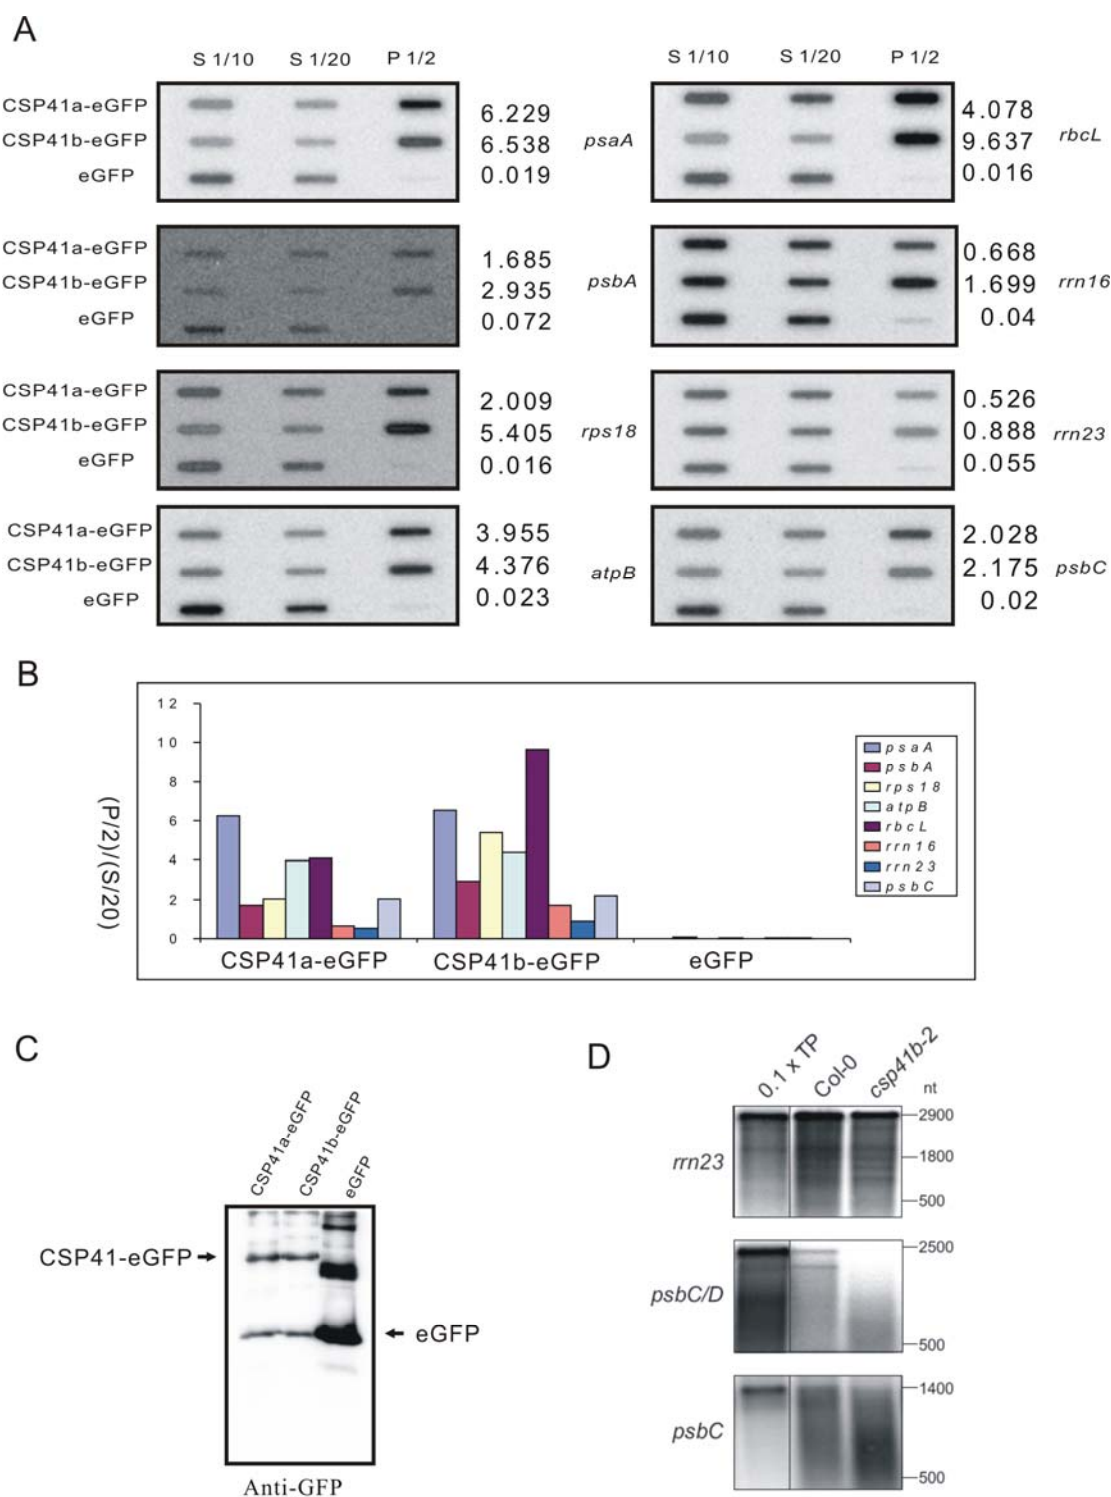 A
S 1/10 S 1/20 P 1/2
CSP41a-eGFP 6.229
CSP41b-eGFP 6.538 psaA
eGFP 0.019
CSP41a-eGFP 1.685
CSP41b-eGFP 2.935 psbA
eGFP 0.072
CSP41a-eGFP 2.009
CSP41b-eGFP 5.405 rps18
eGFP 0.016
CSP41a-eGFP 3.955
CSP41b-eGFP 4.376 atpB
eGFP 0.023
S 1/10 S 1/20 P 1/2
4.078
9.637 rbcL
0.016
0.668
1.699 rrn16
0.04
0.526
0.888 rrn23
0.055
2.028
2.175 psbC
0.02
B
(P/2)/(S/20)
12
10
8
6
4
2
0
CSP41a-eGFP CSP41b-eGFP eGFP
psaA
psbA
rps18
atpB
rbcL
rrn16
rrn23
psbC
C
CSP41a-eGFP
CSP41b-eGFP
eGFP
CSP41-eGFP
eGFP
Anti-GFP
D
0.1 x TP
Col-0
csp41b-2
nt
rrn23
2900
1800
500
psbC/D
2500
500
psbC
1400
500